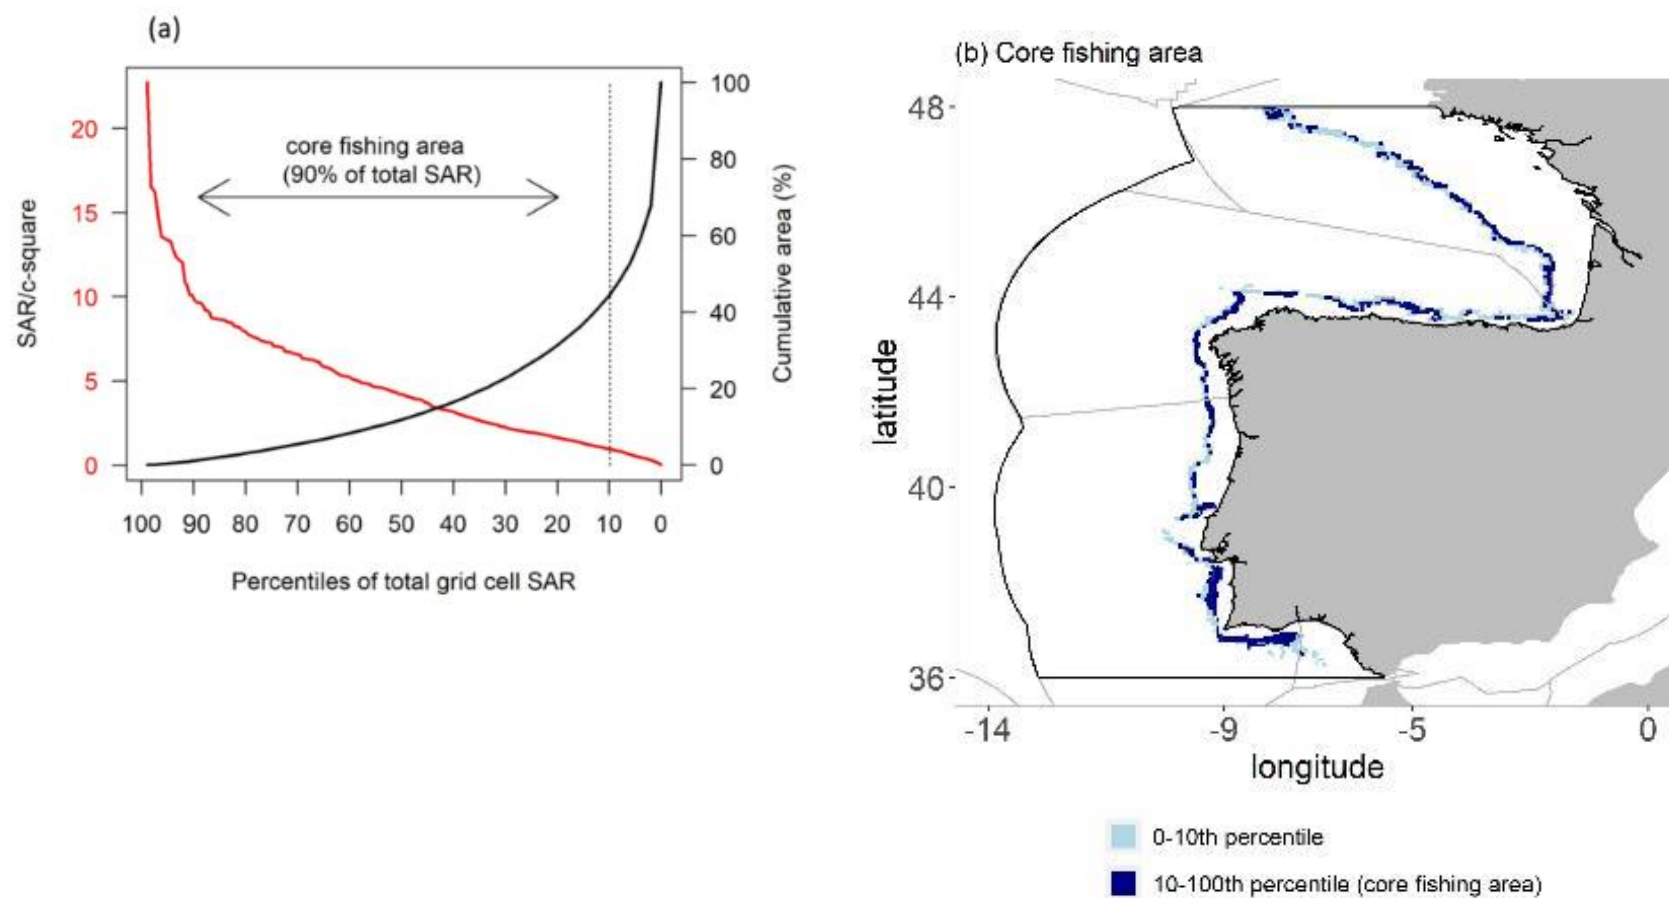 (a)
20
15
10
5
0
SAR/c-square
core fishing area
(90% of total SAR)
100
80
60
40
20
0
Cumulative area (%)
100 90 80 70 60 50 40 30 20 10 0
Percentiles of total grid cell SAR
(b) Core fishing area
48
44
40
36
latitude
-14 -9 -5 0
longitude
0-10th percentile
10-100th percentile (core fishing area)